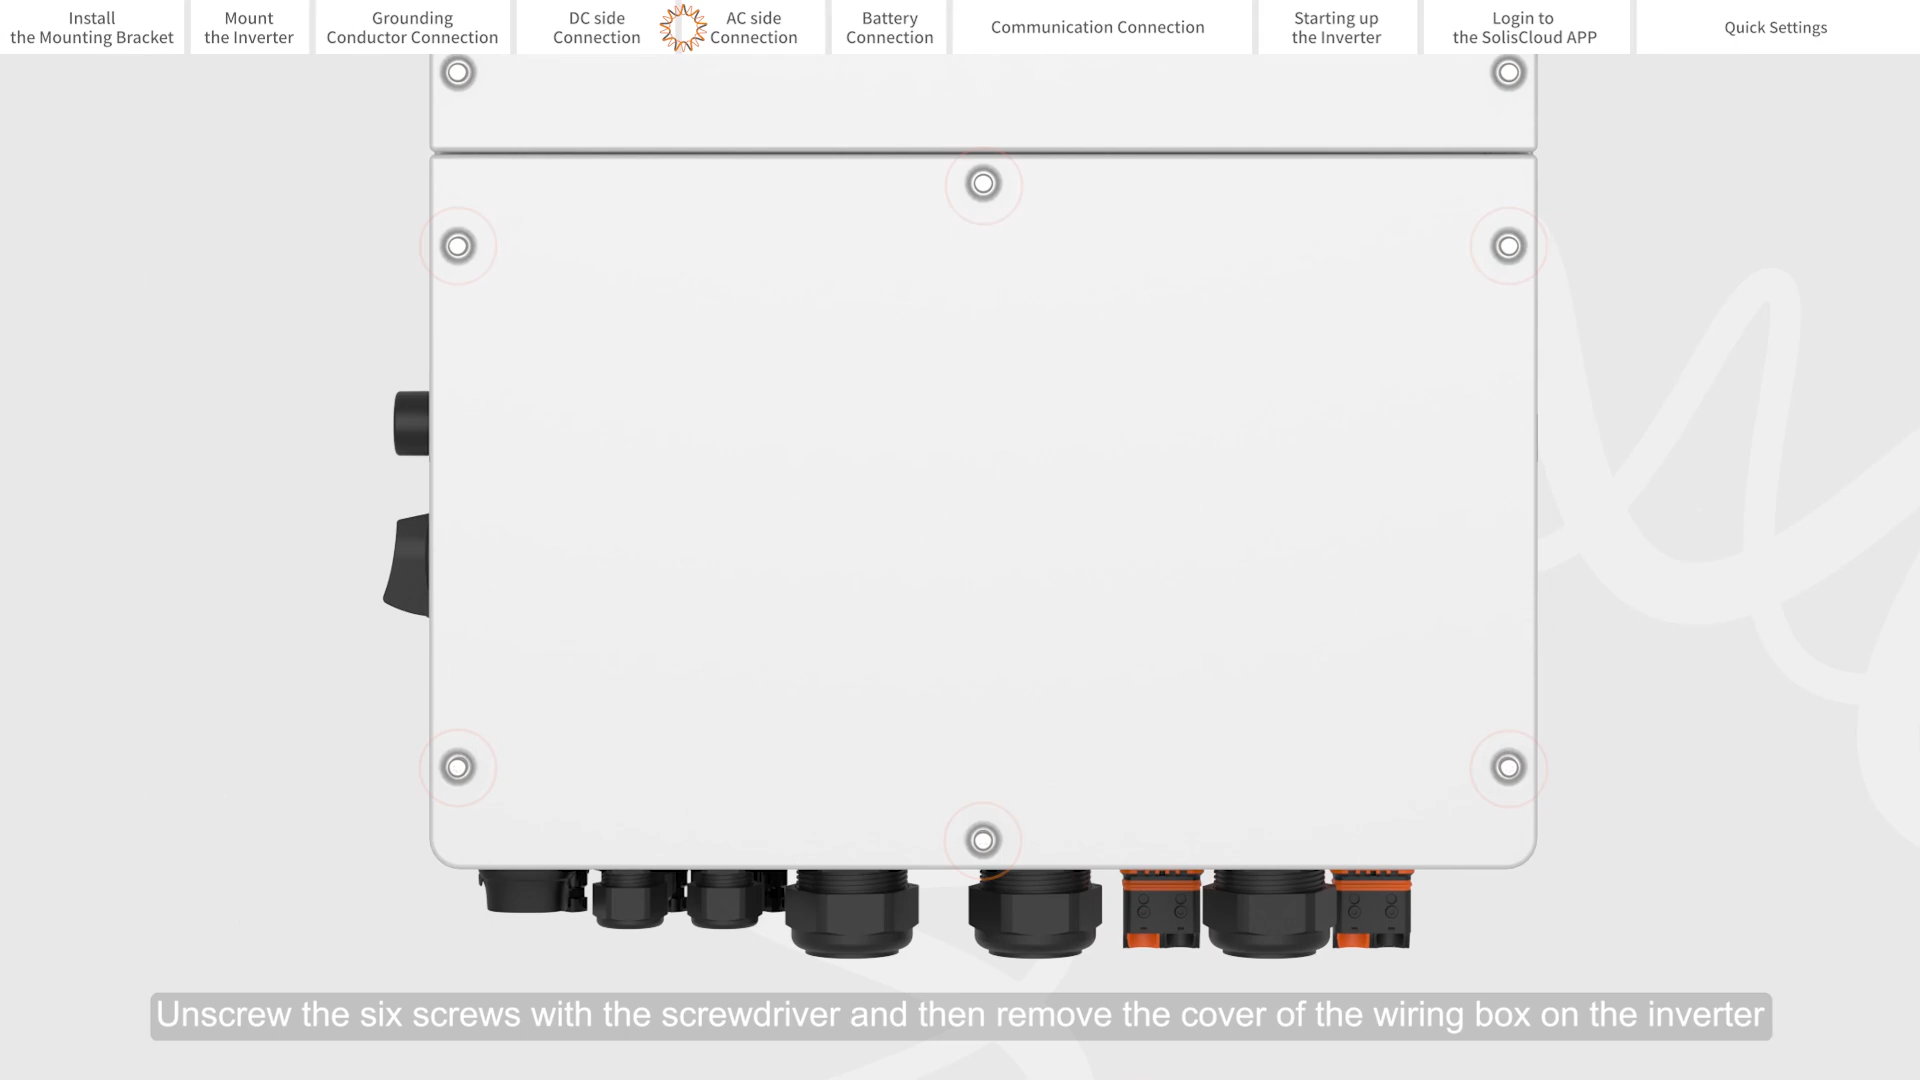 Install
the Mounting Bracket
Mount
the Inverter
Grounding
Conductor Connection
DC side
Connection
AC side
Connection
Battery
Connection
Communication Connection
Starting up
the Inverter
Login to
the SolisCloud APP
Quick Settings
Unscrew the six screws with the screwdriver and then remove the cover of the wiring box on the inverter